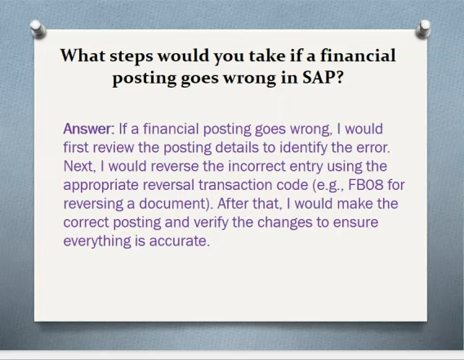 What steps would you take if a financial
posting goes wrong in SAP?
Answer: If a financial posting goes wrong, I would
first review the posting details to identify the error.
Next, I would reverse the incorrect entry using the
appropriate reversal transaction code (e.g., FB08 for
reversing a document). After that, I would make the
correct posting and verify the changes to ensure
everything is accurate.